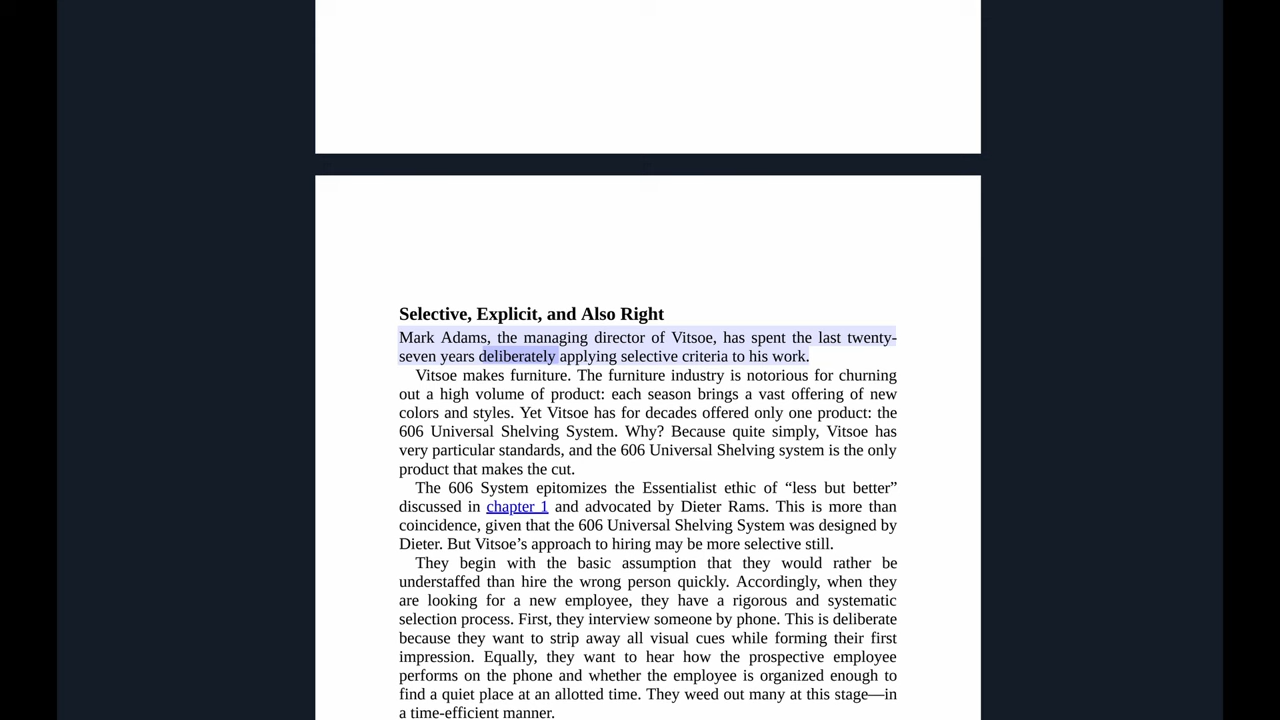 Selective, Explicit, and Also Right
Mark Adams, the managing director of Vitsoe, has spent the last twenty-
seven years deliberately applying selective criteria to his work.
Vitsoe makes furniture. The furniture industry is notorious for churning
out a high volume of product: each season brings a vast offering of new
colors and styles. Yet Vitsoe has for decades offered only one product: the
606 Universal Shelving System. Why? Because quite simply, Vitsoe has
very particular standards, and the 606 Universal Shelving system is the only
product that makes the cut.
The 606 System epitomizes the Essentialist ethic of “less but better”
discussed in chapter 1 and advocated by Dieter Rams. This is more than
coincidence, given that the 606 Universal Shelving System was designed by
Dieter. But Vitsoe’s approach to hiring may be more selective still.
They begin with the basic assumption that they would rather be
understaffed than hire the wrong person quickly. Accordingly, when they
are looking for a new employee, they have a rigorous and systematic
selection process. First, they interview someone by phone. This is deliberate
because they want to strip away all visual cues while forming their first
impression. Equally, they want to hear how the prospective employee
performs on the phone and whether the employee is organized enough to
find a quiet place at an allotted time. They weed out many at this stage—in
a time-efficient manner.